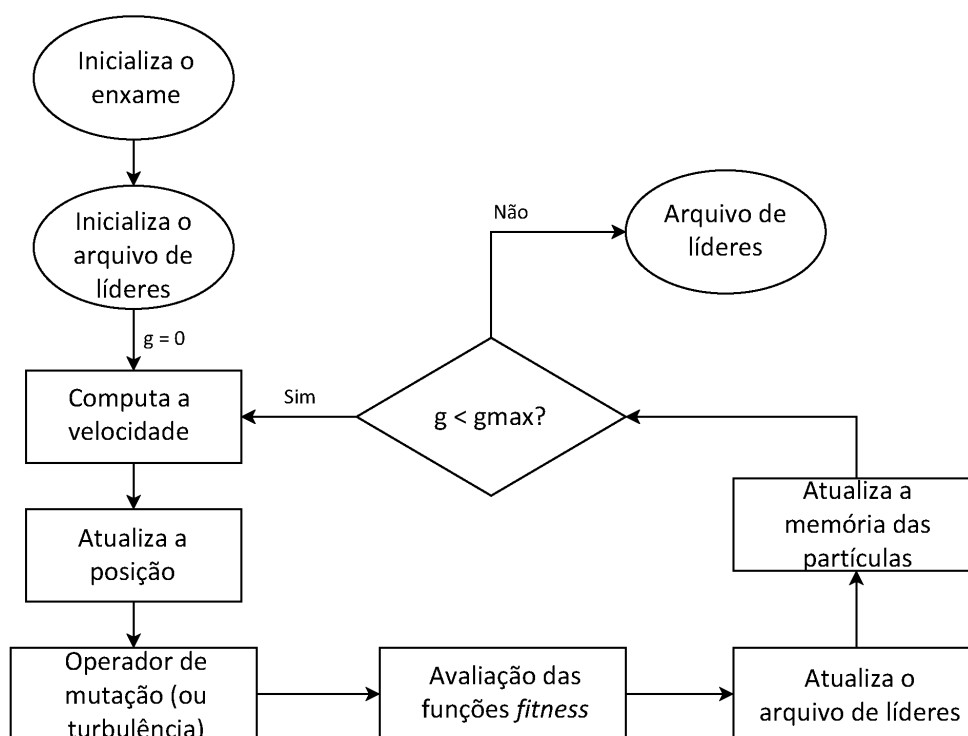 Inicializa o
enxame
Inicializa o
arquivo de
líderes
g = 0
Computa a
velocidade
Atualiza a
posição
Operador de
mutação (ou
turbulência)
Avaliação das
funções fitness
Atualiza o
arquivo de líderes
Atualiza a
memória das
partículas
g < gmax?
Sim
Não
Arquivo de
líderes